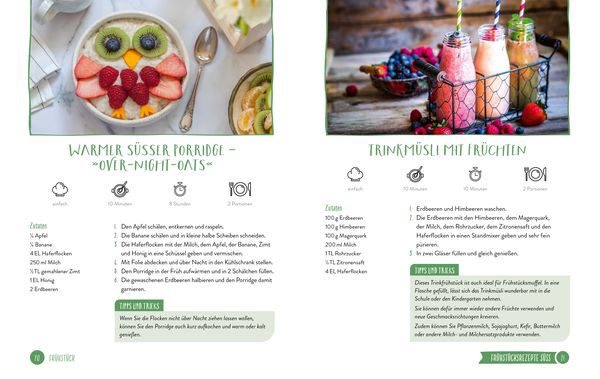 WARMER SÜSSER PORRIDGE –
»OVER-NIGHT-OATS«
einfach
10 Minuten
8 Stunden
2 Portionen
Zutaten
½ Apfel
½ Banane
4 EL Haferflocken
250 ml Milch
½ TL gemahlener Zimt
1 EL Honig
2 Erdbeeren
1. Den Apfel schälen, entkernen und raspeln.
2. Die Banane schälen und in kleine halbe Scheiben schneiden.
3. Die Haferflocken mit der Milch, dem Apfel, der Banane, Zimt
und Honig in eine Schüssel geben und vermischen.
4. Mit Folie abdecken und über Nacht in den Kühlschrank stellen.
5. Den Porridge in der Früh aufwärmen und in 2 Schälchen füllen.
6. Die gewaschenen Erdbeeren halbieren und den Porridge damit
garnieren.
TIPPS UND TRICKS
Wenn Sie die Flocken nicht über Nacht ziehen lassen wollen,
können Sie den Porridge auch kurz aufkochen und warm oder kalt
genießen.
10 FRÜHSTÜCK
TRINKMÜSLI MIT FRÜCHTEN
einfach
10 Minuten
10 Minuten
2 Portionen
Zutaten
100 g Erdbeeren
100 g Himbeeren
100 g Magerquark
200 ml Milch
1 TL Rohrzucker
½ TL Zitronensaft
4 EL Haferflocken
1. Erdbeeren und Himbeeren waschen.
2. Die Erdbeeren mit den Himbeeren, dem Magerquark,
der Milch, dem Rohrzucker, dem Zitronensaft und den
Haferflocken in einen Standmixer geben und sehr fein
pürieren.
3. In zwei Gläser füllen und gleich genießen.
TIPPS UND TRICKS
Dieses Trinkfrühstück ist auch ideal für Frühstücksmuffel. In eine
Flasche gefüllt, lässt sich das Trinkmüsli wunderbar mit in die
Schule oder den Kindergarten nehmen.
Sie können dafür immer wieder andere Früchte verwenden und
neue Geschmacksrichtungen kreieren.
Zudem können Sie Pflanzenmilch, Sojajoghurt, Kefir, Buttermilch
oder andere Milch- und Milchersatzprodukte verwenden.
FRÜHSTÜCKSREZEPTE SÜSS 11